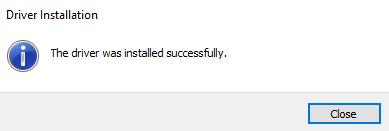 Driver Installation
The driver was installed successfully.
Close